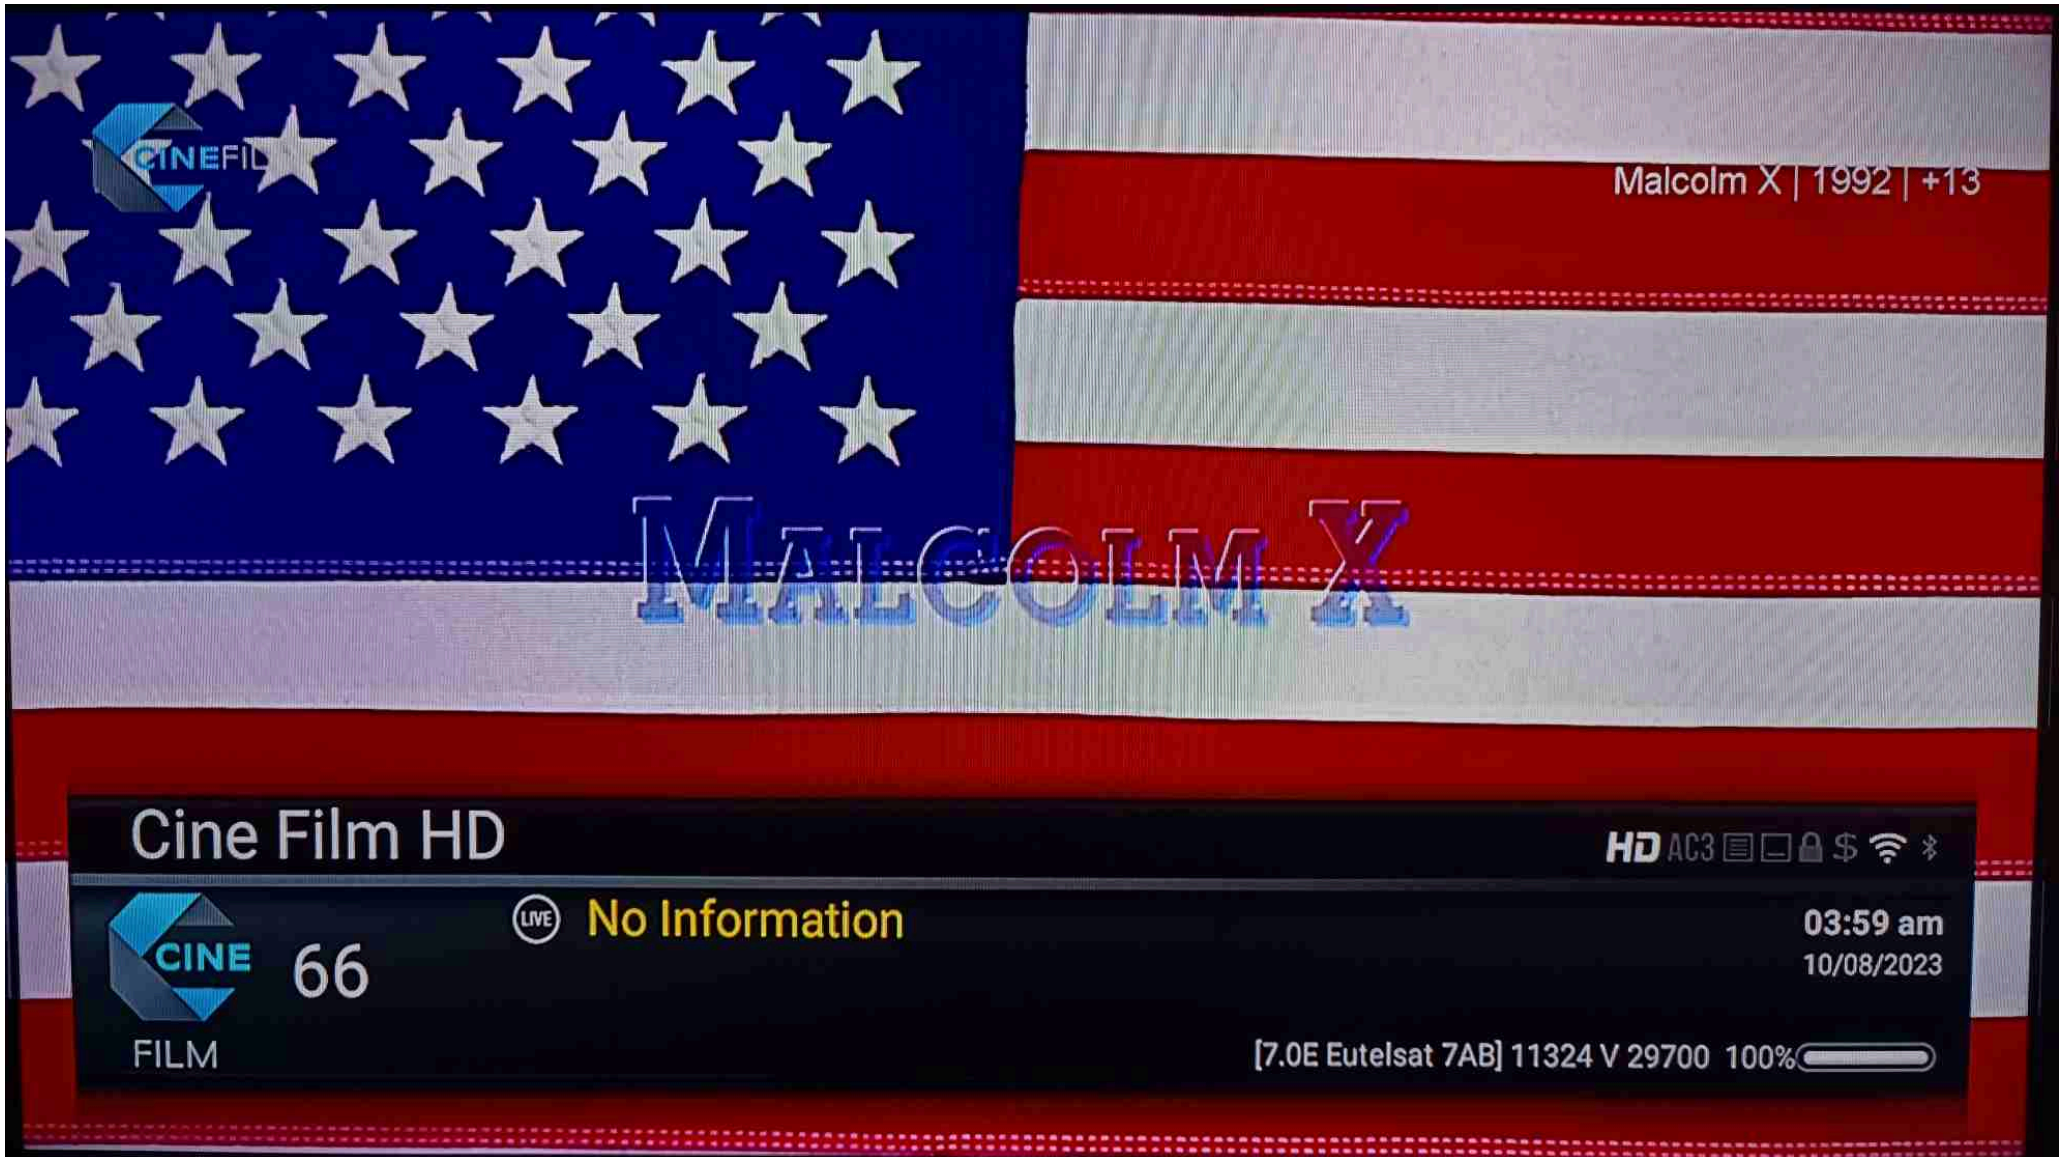 CINEFIL
Malcolm X | 1992 | +13
MALCOLM X
Cine Film HD
HD AC3 $
LIVE No Information
03:59 am
CINE
66
10/08/2023
FILM
[7.0E Eutelsat 7AB] 11324 V 29700 100%